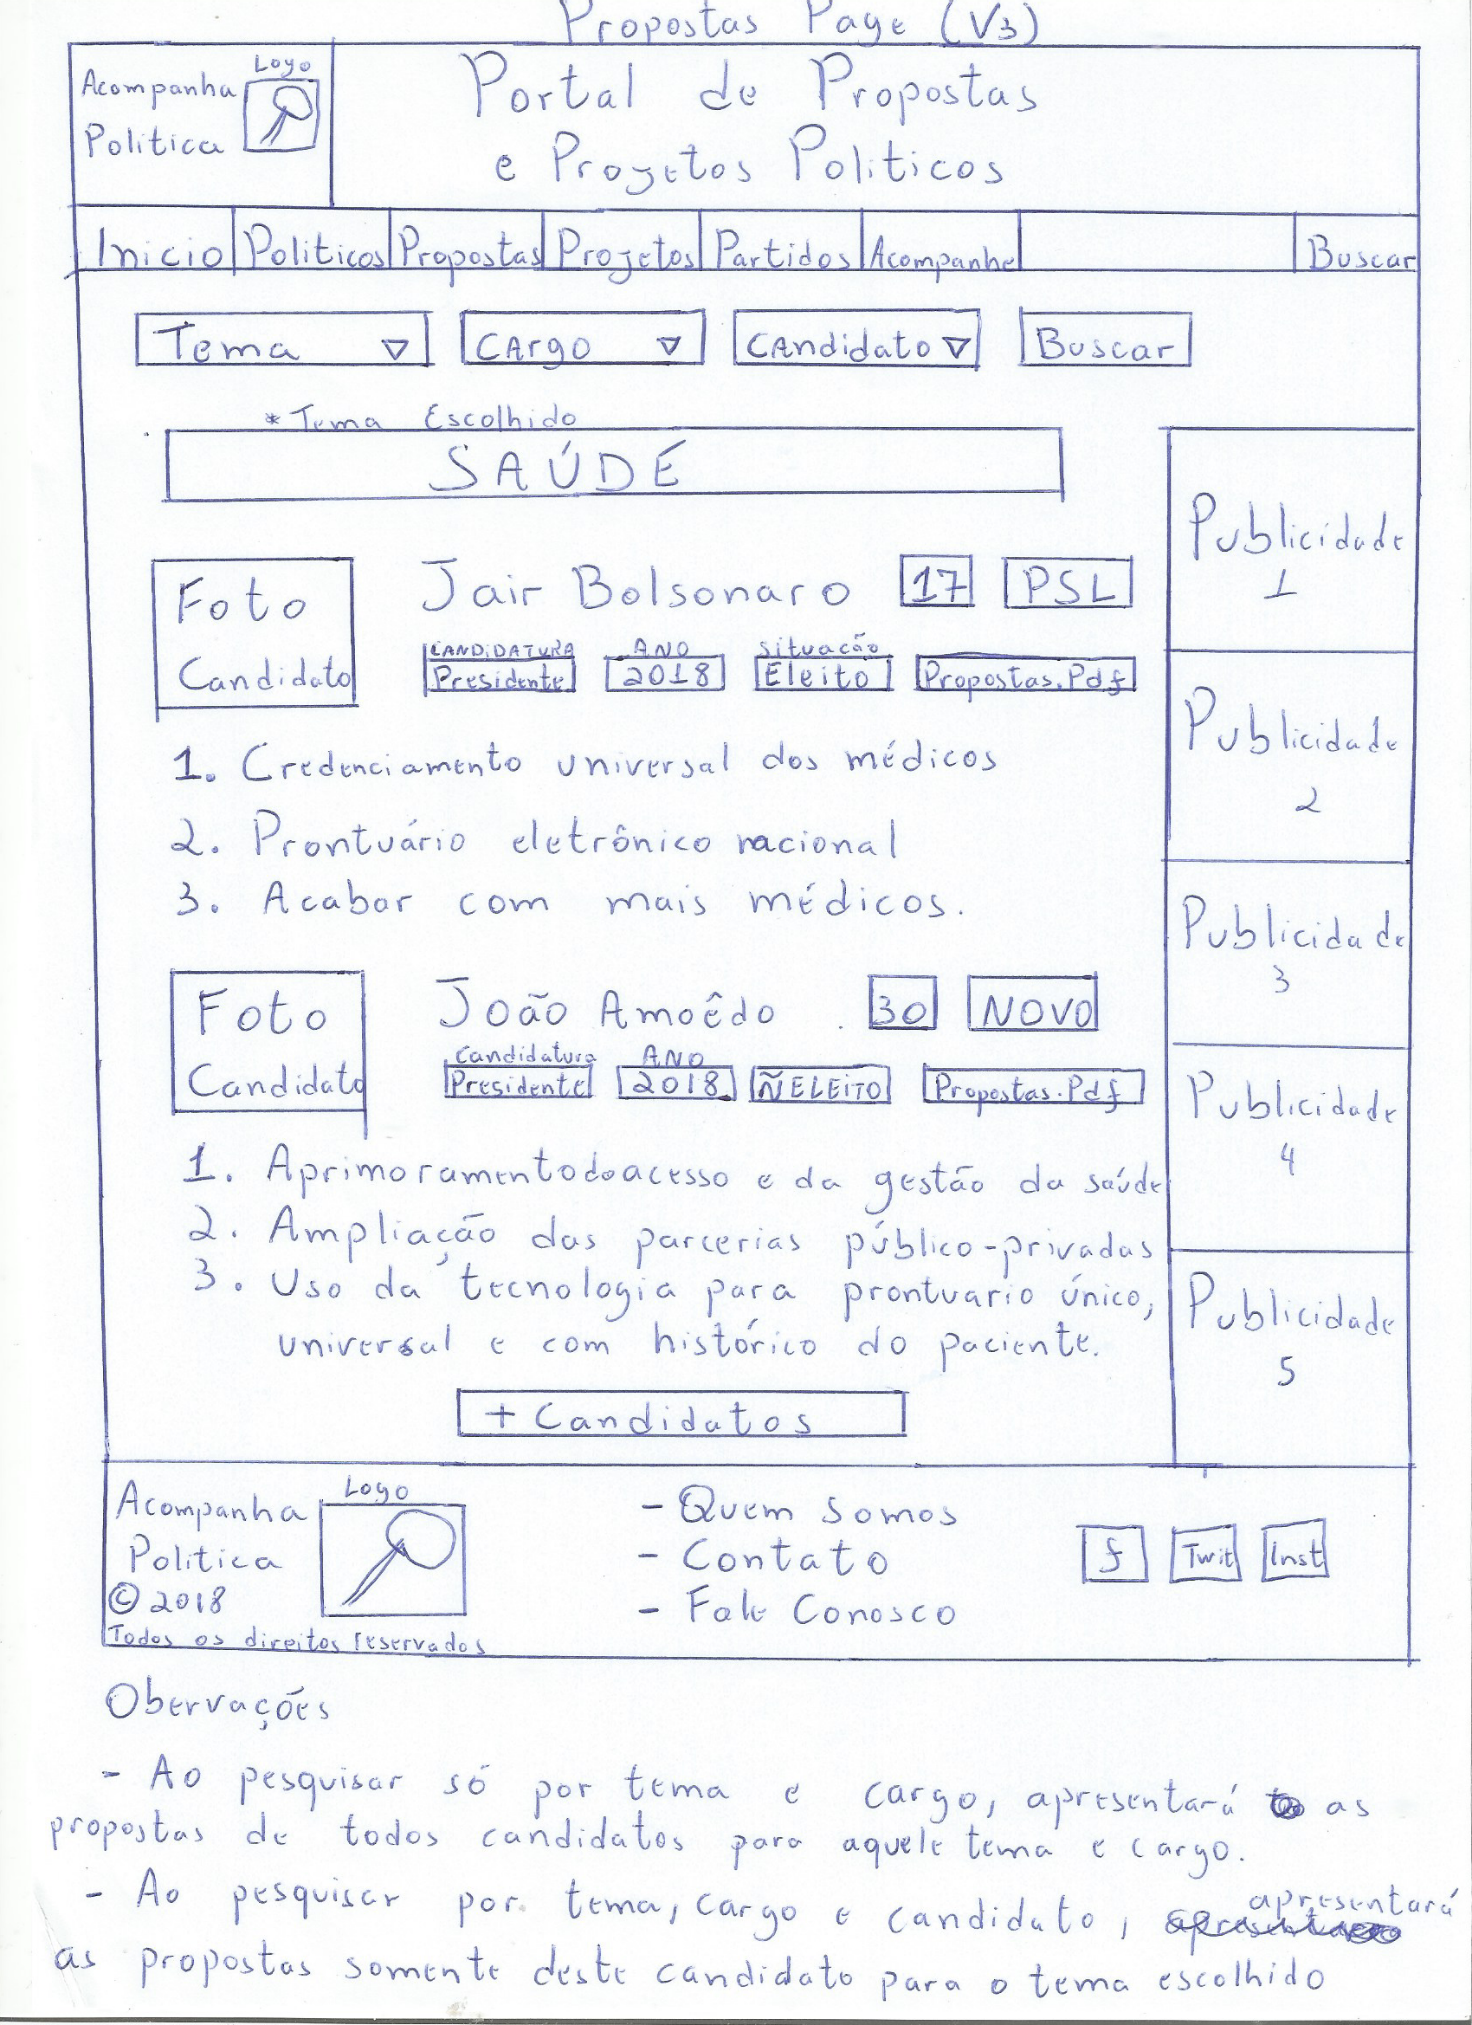 Propostas Page (V3)
Acompanha
Politica
Logo
Portal de Propostas
e Projetos Politicos
Inicio Politicos Propostas Projetos Partidos Acompanhe Buscar
Tema Cargo Candidato Buscar
* Tema Escolhido
SAÚDE
Foto
Candidato
Jair Bolsonaro 17 PSL
CANDIDATURA ANO Situação
Presidente 2018 Eleito Propostas.Pdf
1. Credenciamento universal dos médicos
2. Prontuário eletrônico nacional
3. Acabar com mais médicos.
Foto
Candidato
João Amoêdo 30 NOVO
Candidatura ANO
Presidente 2018 ÑELEITO Propostas.Pdf
1. Aprimoramento do acesso e da gestão da saúde
2. Ampliação das parcerias público-privadas
3. Uso da tecnologia para prontuario único,
universal e com histórico do paciente.
+ Candidatos
Publicidade
1
Publicidade
2
Publicidade
3
Publicidade
4
Publicidade
5
Acompanha
Politica
© 2018
Todos os direitos reservados
Logo
- Quem Somos
- Contato
- Fale Conosco
f Twit Inst
Obervações
- Ao pesquisar só por tema e cargo, apresentará as
propostas de todos candidatos para aquele tema e cargo.
- Ao pesquisar por tema, cargo e candidato, apresentará
as propostas somente deste candidato para o tema escolhido